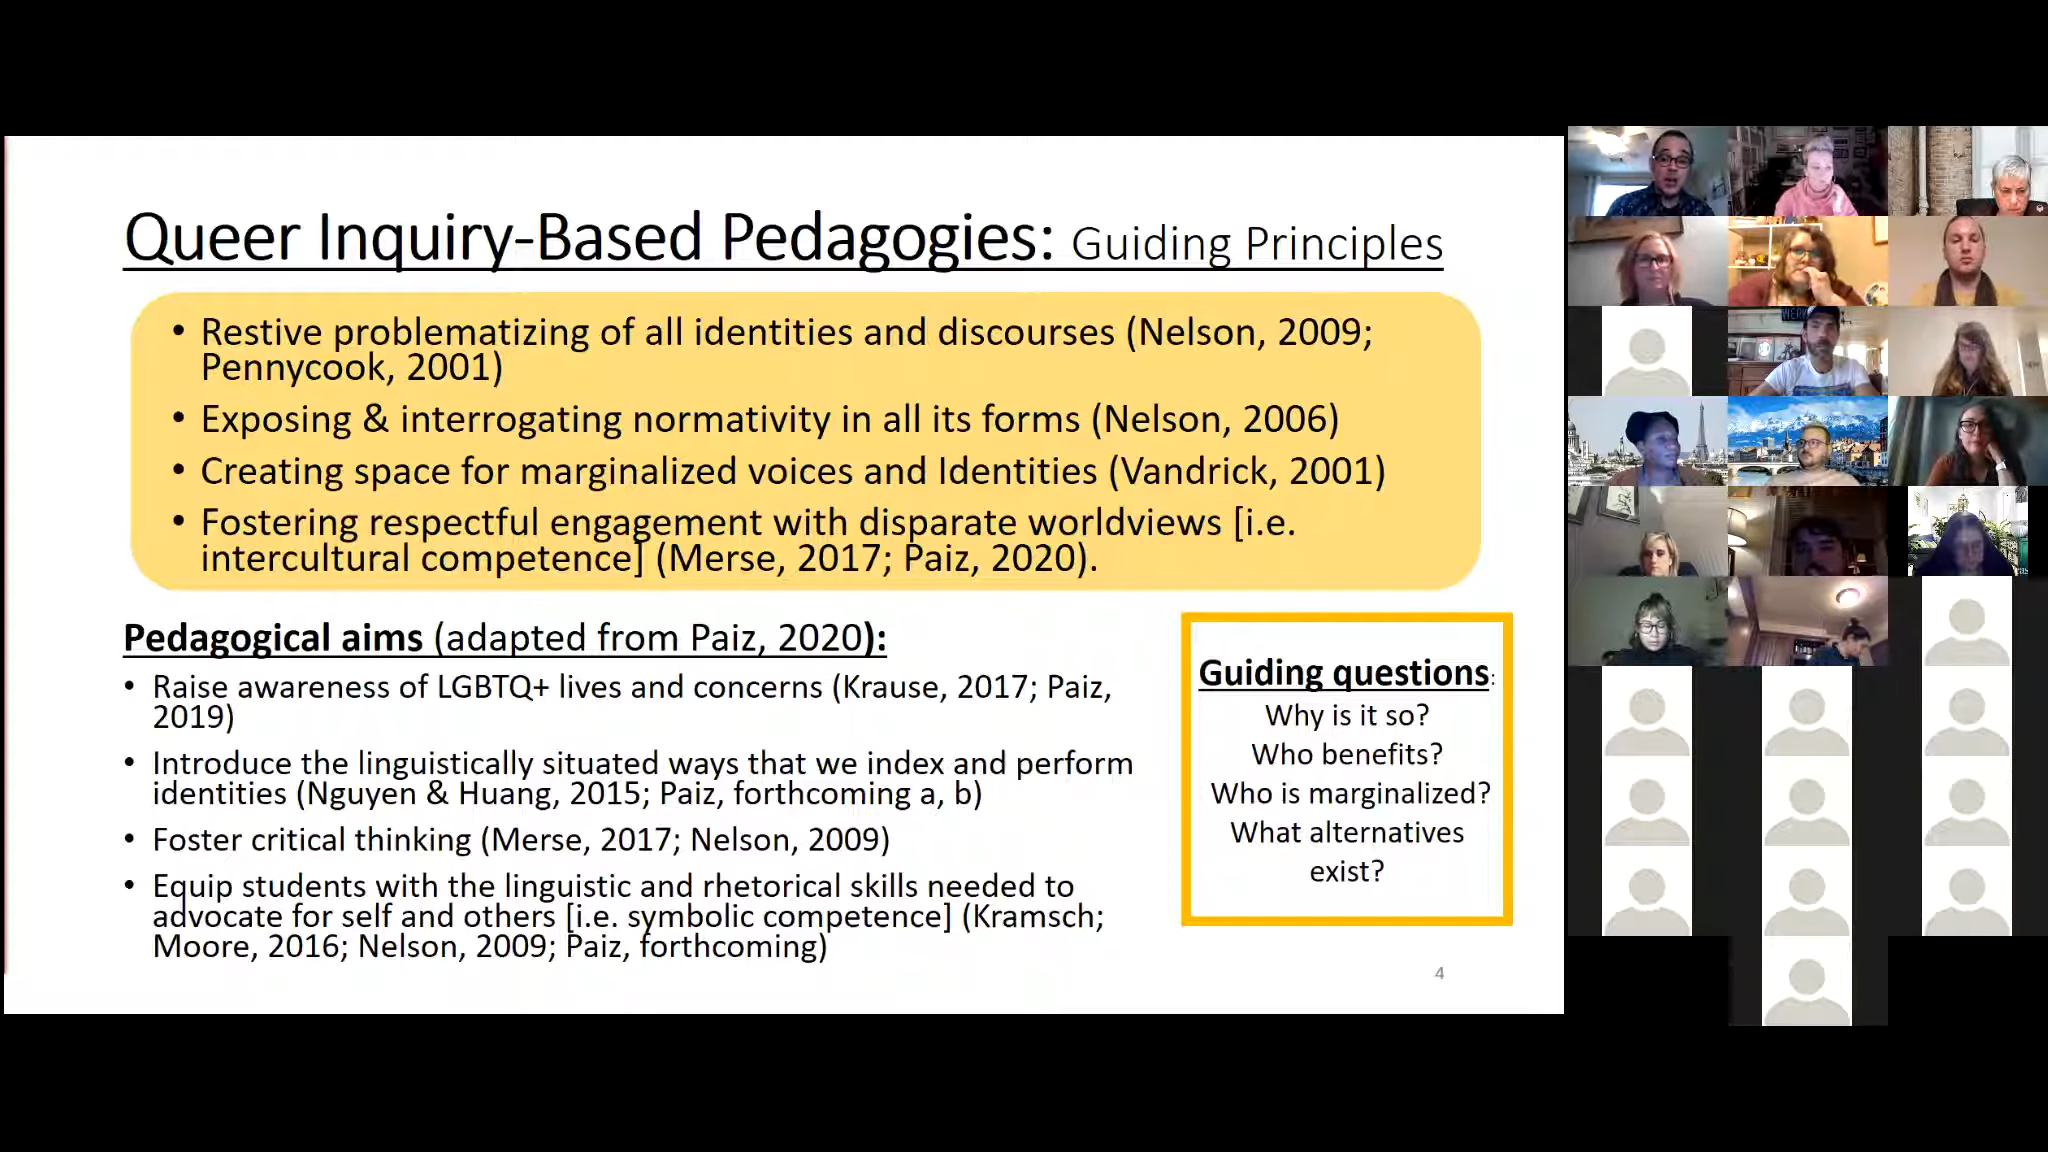 Queer Inquiry-Based Pedagogies: Guiding Principles
• Restive problematizing of all identities and discourses (Nelson, 2009;
Pennycook, 2001)
• Exposing & interrogating normativity in all its forms (Nelson, 2006)
• Creating space for marginalized voices and Identities (Vandrick, 2001)
• Fostering respectful engagement with disparate worldviews [i.e.
intercultural competence] (Merse, 2017; Paiz, 2020).
Pedagogical aims (adapted from Paiz, 2020):
• Raise awareness of LGBTQ+ lives and concerns (Krause, 2017; Paiz,
2019)
• Introduce the linguistically situated ways that we index and perform
identities (Nguyen & Huang, 2015; Paiz, forthcoming a, b)
• Foster critical thinking (Merse, 2017; Nelson, 2009)
• Equip students with the linguistic and rhetorical skills needed to
advocate for self and others [i.e. symbolic competence] (Kramsch;
Moore, 2016; Nelson, 2009; Paiz, forthcoming)
Guiding questions:
Why is it so?
Who benefits?
Who is marginalized?
What alternatives
exist?
4